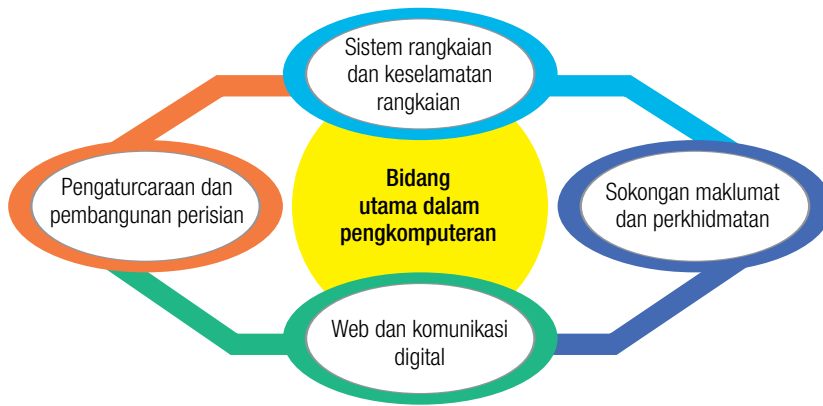 Sistem rangkaian
dan keselamatan
rangkaian
Pengaturcaraan dan
pembangunan perisian
Bidang
utama dalam
pengkomputeran
Sokongan maklumat
dan perkhidmatan
Web dan komunikasi
digital